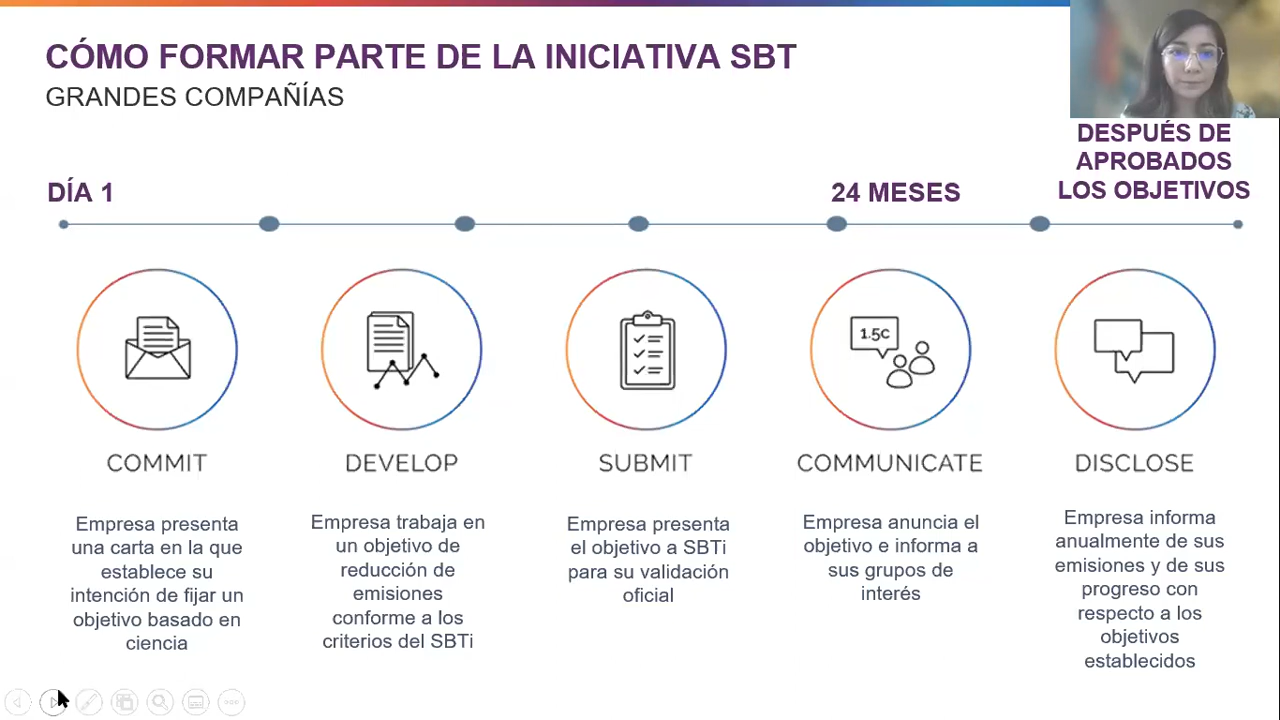 CÓMO FORMAR PARTE DE LA INICIATIVA SBT
GRANDES COMPAÑÍAS
DÍA 1
24 MESES
DESPUÉS DE
APROBADOS
LOS OBJETIVOS
1.5C
COMMIT
Empresa presenta
una carta en la que
establece su
intención de fijar un
objetivo basado en
ciencia
DEVELOP
Empresa trabaja en
un objetivo de
reducción de
emisiones
conforme a los
criterios del SBTi
SUBMIT
Empresa presenta
el objetivo a SBTi
para su validación
oficial
COMMUNICATE
Empresa anuncia el
objetivo e informa a
sus grupos de
interés
DISCLOSE
Empresa informa
anualmente de sus
emisiones y de sus
progreso con
respecto a los
objetivos
establecidos